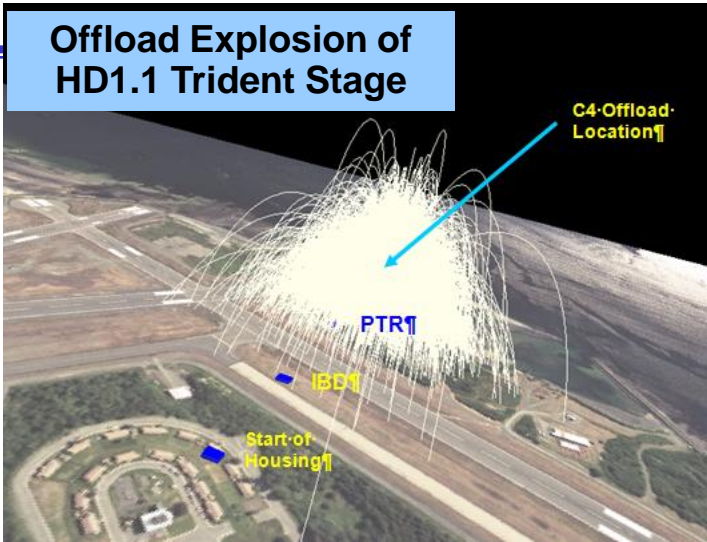 Offload Explosion of
HD1.1 Trident Stage
C4·Offload·
Location¶
PTR¶
IBD¶
Start·of·
Housing¶